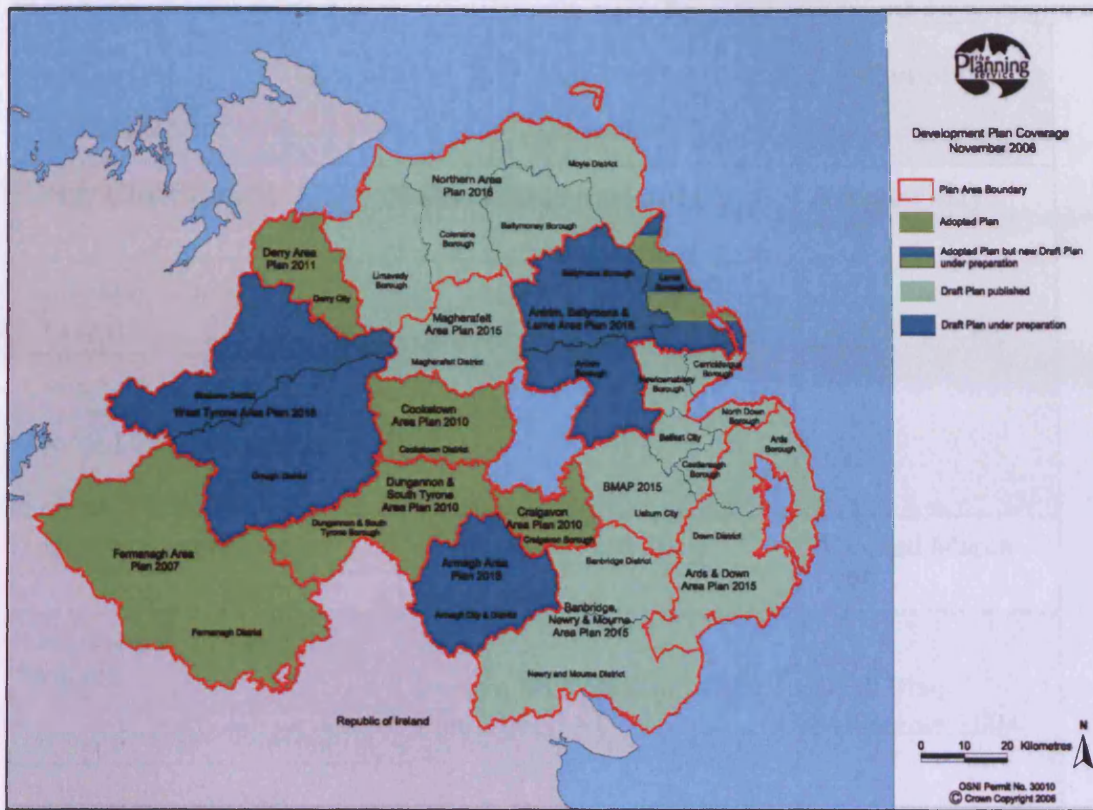 the
Planning
service
Development Plan Coverage
November 2006
Plan Area Boundary
Adopted Plan
Adopted Plan but new Draft Plan
under preparation
Draft Plan published
Draft Plan under preparation
Moyle District
Northern Area
Plan 2016
Coleraine
Borough
Ballymoney Borough
Limavady
Borough
Derry Area
Plan 2011
Derry City
Ballymena Borough
Larne
Borough
Antrim, Ballymena &
Larne Area Plan 2016
Antrim
Borough
Magherafelt
Area Plan 2015
Magherafelt District
Newtownabbey
Borough
Carrickfergus
Borough
Strabane District
West Tyrone Area Plan 2018
Omagh District
Cookstown
Area Plan 2010
Cookstown District
North Down
Borough
Belfast City
Ards
Borough
Castlereagh
Borough
BMAP 2015
Lisburn City
Dungannon &
South Tyrone
Area Plan 2010
Dungannon & South
Tyrone Borough
Craigavon
Area Plan 2010
Craigavon Borough
Down District
Banbridge District
Fermanagh Area
Plan 2007
Fermanagh District
Armagh Area
Plan 2018
Armagh City & District
Ards & Down
Area Plan 2015
Banbridge,
Newry & Mourne
Area Plan 2015
Newry and Mourne District
Republic of Ireland
N
0 10 20 Kilometres
OSNI Permit No. 30010
© Crown Copyright 2006